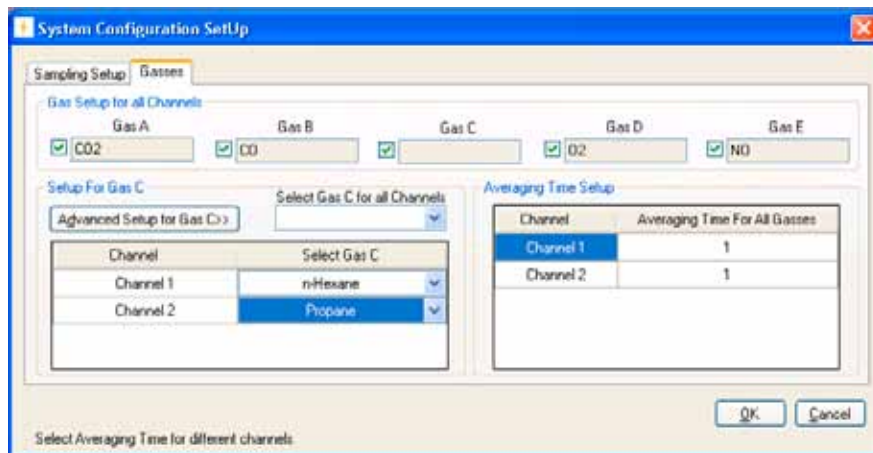 System Configuration SetUp
Sampling Setup Gasses
Gas Setup for all Channels
Gas A Gas B Gas C Gas D Gas E
CO2 CO O2 NO
Setup For Gas C
Select Gas C for all Channels
Advanced Setup for Gas C>>
Channel Select Gas C
Channel 1 n-Hexane
Channel 2 Propane
Averaging Time Setup
Channel Averaging Time For All Gasses
Channel 1 1
Channel 2 1
OK Cancel
Select Averaging Time for different channels